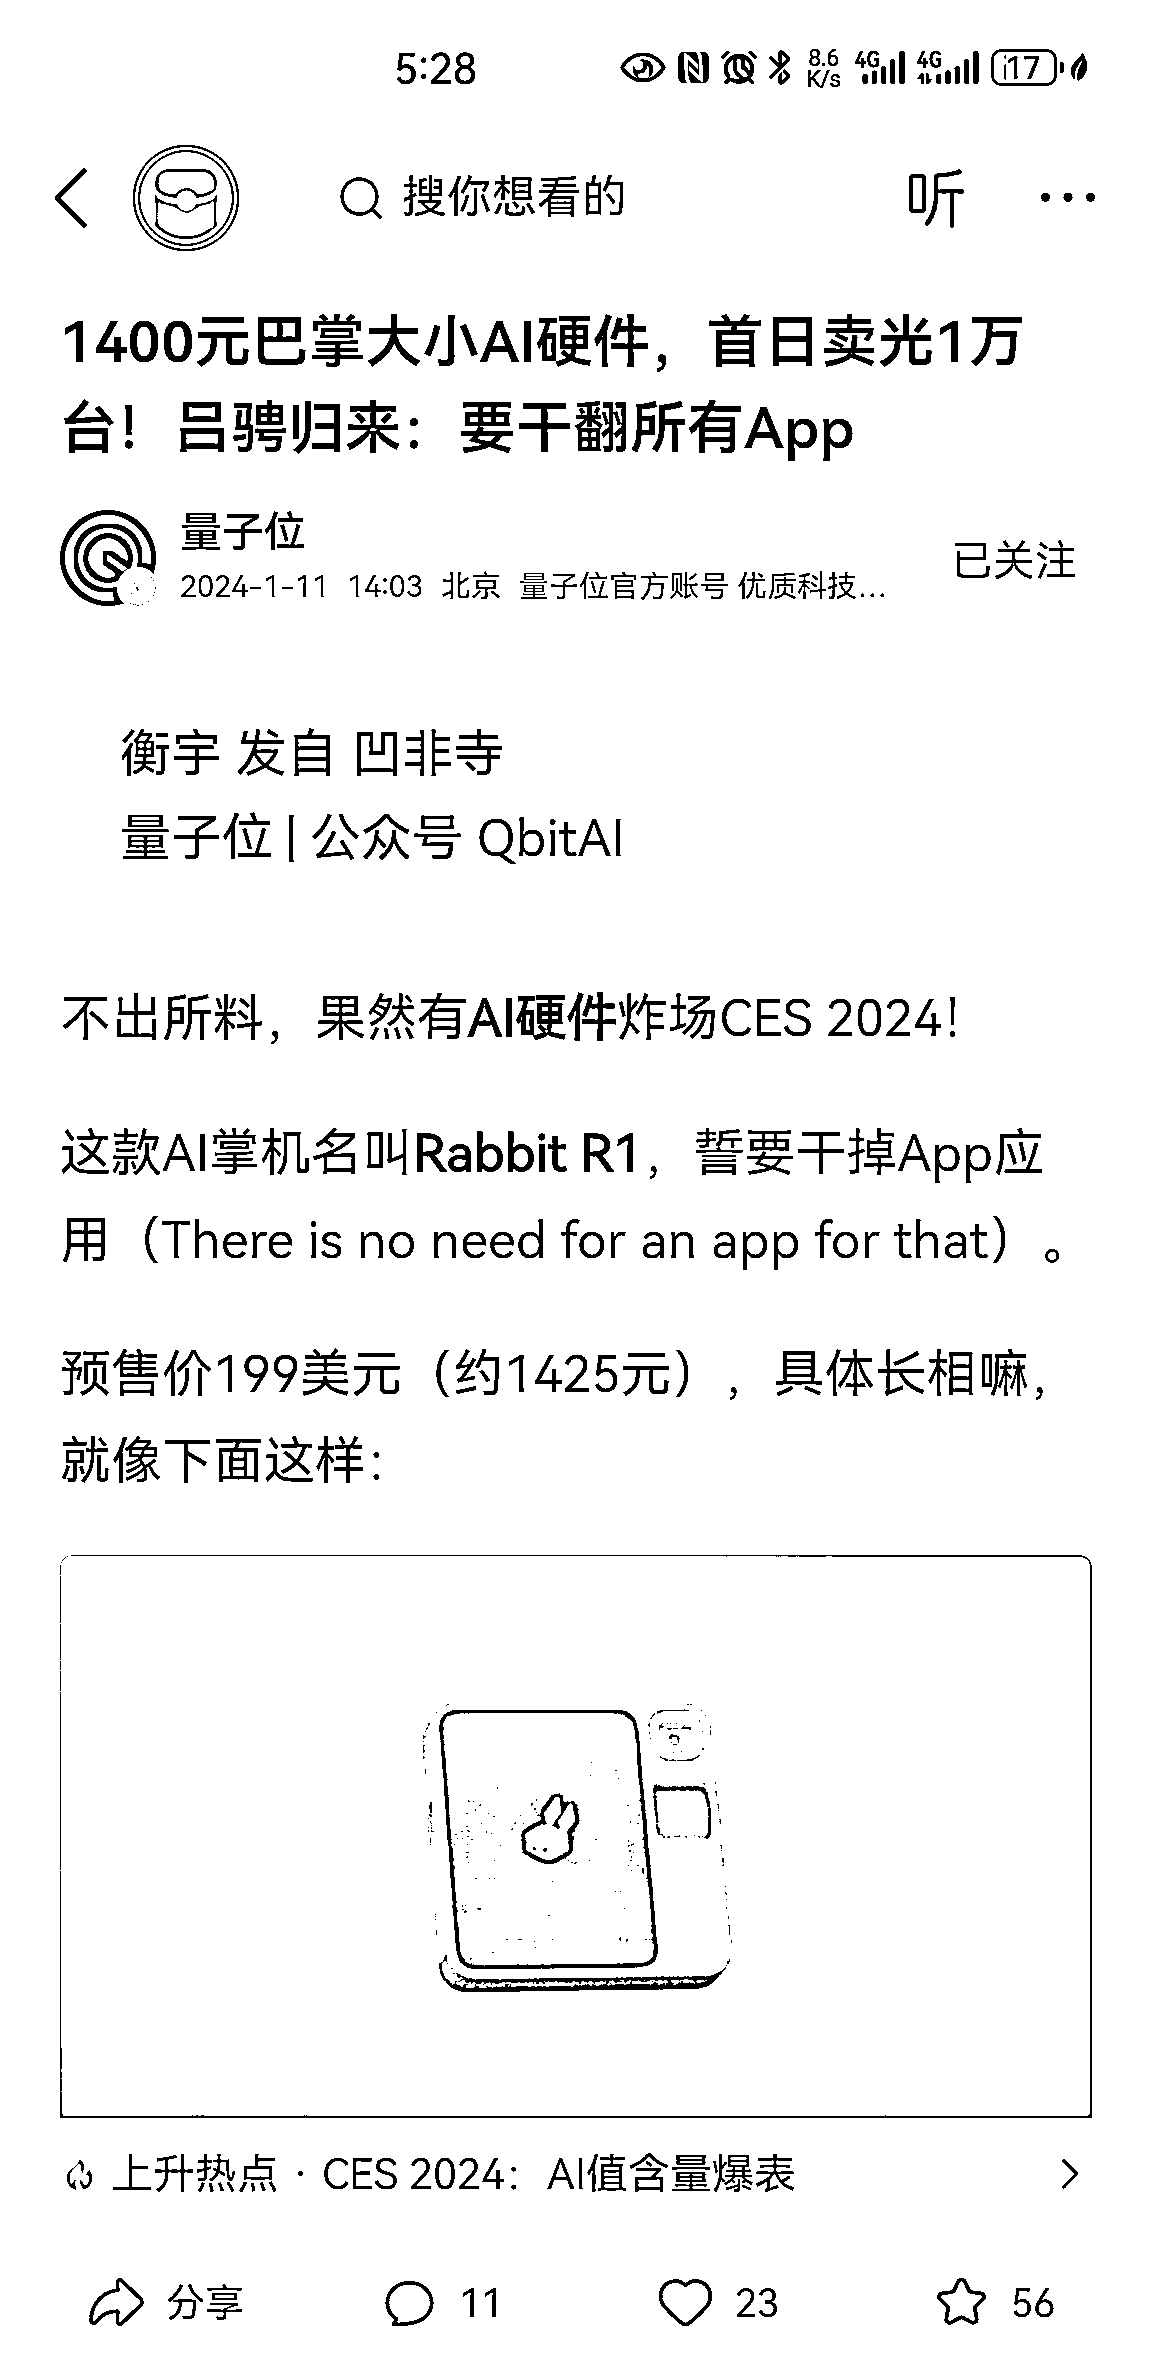 5:28
8.6 K/s 4G 4G 17
搜你想看的 听
1400元巴掌大小AI硬件，首日卖光1万
台！吕骋归来：要干翻所有App
量子位
2024-1-11 14:03 北京 量子位官方账号 优质科技...
已关注
衡宇 发自 凹非寺
量子位 | 公众号 QbitAI
不出所料，果然有AI硬件炸场CES 2024！
这款AI掌机名叫Rabbit R1，誓要干掉App应
用（There is no need for an app for that）。
预售价199美元（约1425元），具体长相嘛，
就像下面这样：
上升热点 · CES 2024：AI值含量爆表
分享 11 23 56